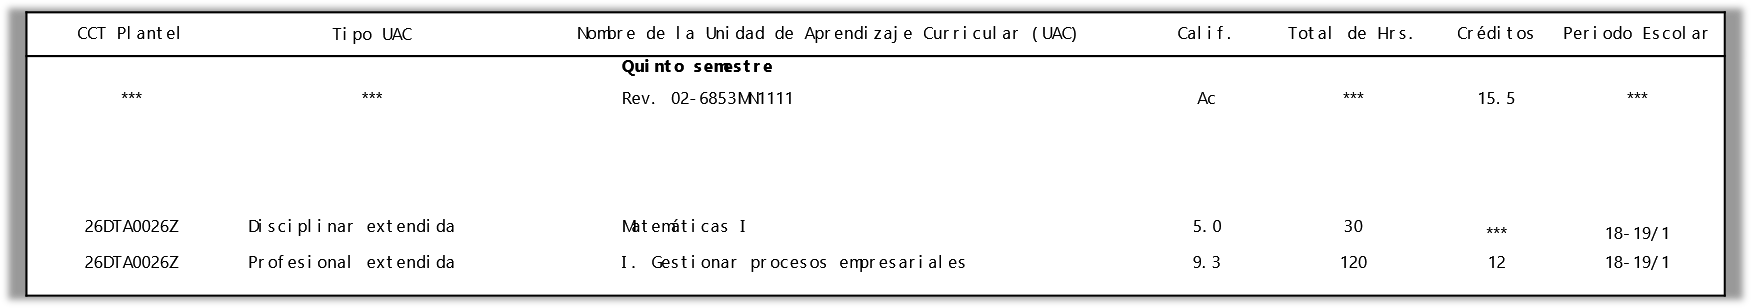 CCT Plantel Tipo UAC Nombre de la Unidad de Aprendizaje Curricular (UAC) Calif. Total de Hrs. Créditos Periodo Escolar
Quinto semestre
*** *** Rev. 02-6853MN1111 Ac *** 15.5 ***
26DTA0026Z Disciplinar extendida Matemáticas I 5.0 30 *** 18-19/1
26DTA0026Z Profesional extendida I. Gestionar procesos empresariales 9.3 120 12 18-19/1